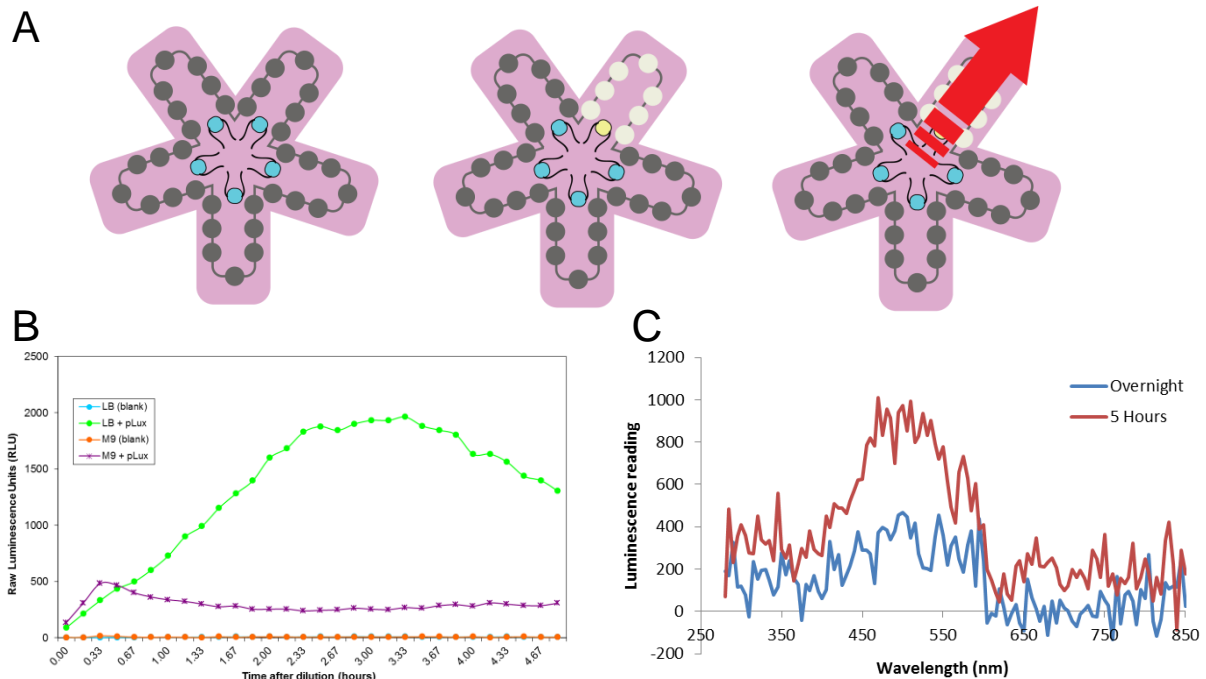 A
B
Raw Luminescence Units (RLU)
2500
2000
1500
1000
500
0
LB (blank)
LB + pLux
M9 (blank)
M9 + pLux
0.00
0.33
0.67
1.00
1.33
1.67
2.00
2.33
2.67
3.00
3.33
3.67
4.00
4.33
4.67
Time after dilution (hours)
C
Luminescence reading
1200
1000
800
600
400
200
0
-200
Overnight
5 Hours
250
350
450
550
650
750
850
Wavelength (nm)